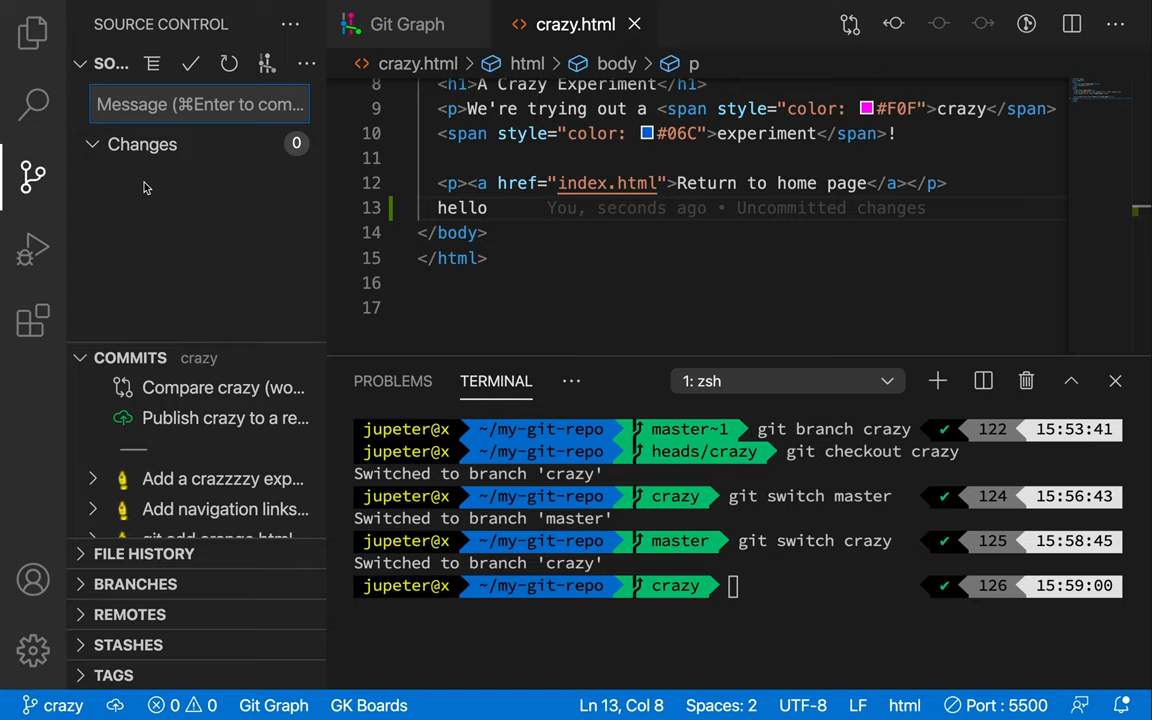 SOURCE CONTROL
SO...
Message (⌘Enter to com...
Changes
0
COMMITS crazy
Compare crazy (wo...
Publish crazy to a re...
Add a crazzzzy exp...
Add navigation links...
git add orange.html
FILE HISTORY
BRANCHES
REMOTES
STASHES
TAGS
Git Graph
crazy.html
crazy.html > html > body > p
8 <h1>A Crazy Experiment</h1>
9 <p>We're trying out a <span style="color: #F0F">crazy</span>
10 <span style="color: #06C">experiment</span>!
11
12 <p><a href="index.html">Return to home page</a></p>
13 hello You, seconds ago • Uncommitted changes
14 </body>
15 </html>
16
17
PROBLEMS TERMINAL ... 1: zsh
jupeter@x ~/my-git-repo master~1 git branch crazy ✔ 122 15:53:41
jupeter@x ~/my-git-repo heads/crazy git checkout crazy
Switched to branch 'crazy'
jupeter@x ~/my-git-repo crazy git switch master ✔ 124 15:56:43
Switched to branch 'master'
jupeter@x ~/my-git-repo master git switch crazy ✔ 125 15:58:45
Switched to branch 'crazy'
jupeter@x ~/my-git-repo crazy ✔ 126 15:59:00
crazy 0 0 Git Graph GK Boards Ln 13, Col 8 Spaces: 2 UTF-8 LF html Port : 5500